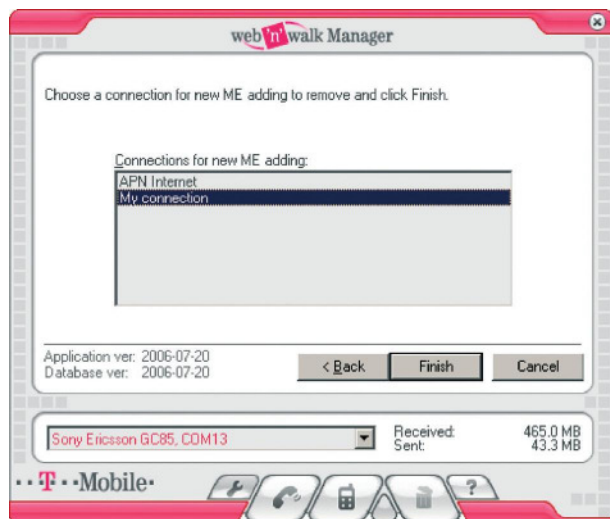 web'n'walk Manager
Choose a connection for new ME adding to remove and click Finish.
Connections for new ME adding:
APN Internet
My connection
Application ver: 2006-07-20
Database ver: 2006-07-20
< Back Finish Cancel
Sony Ericsson GC85, COM13
Received: 465.0 MB
Sent: 43.3 MB
T Mobile
?